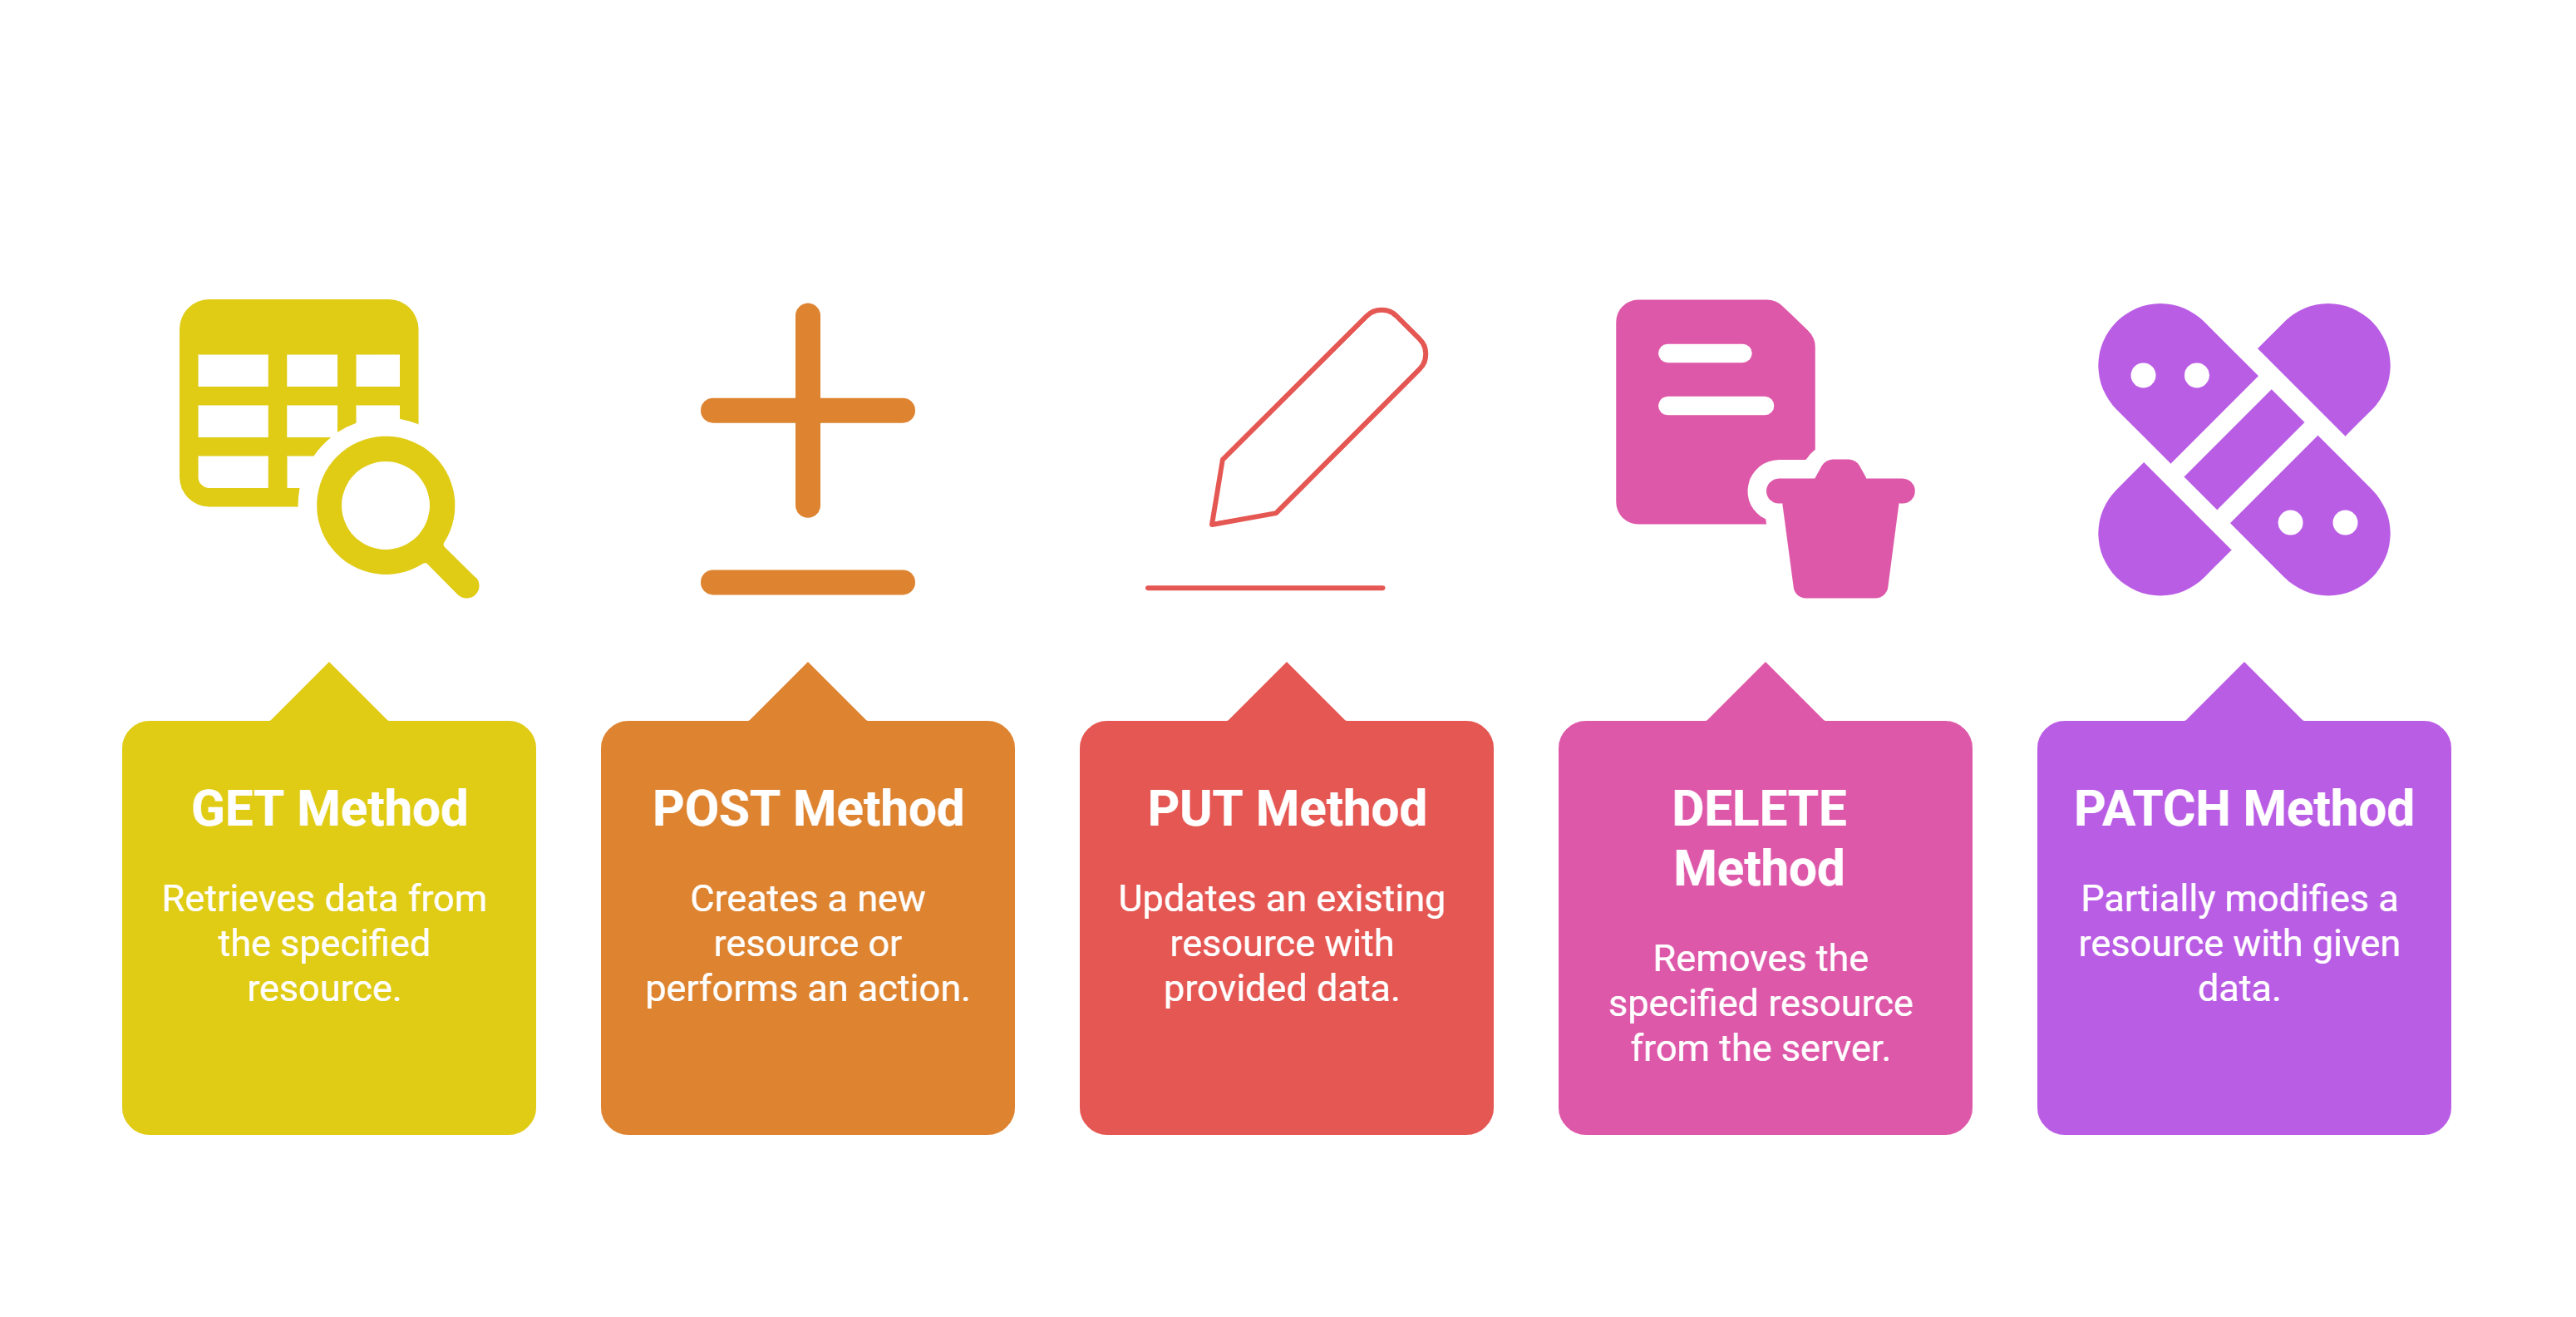 GET Method
Retrieves data from
the specified
resource.
POST Method
Creates a new
resource or
performs an action.
PUT Method
Updates an existing
resource with
provided data.
DELETE
Method
Removes the
specified resource
from the server.
PATCH Method
Partially modifies a
resource with given
data.